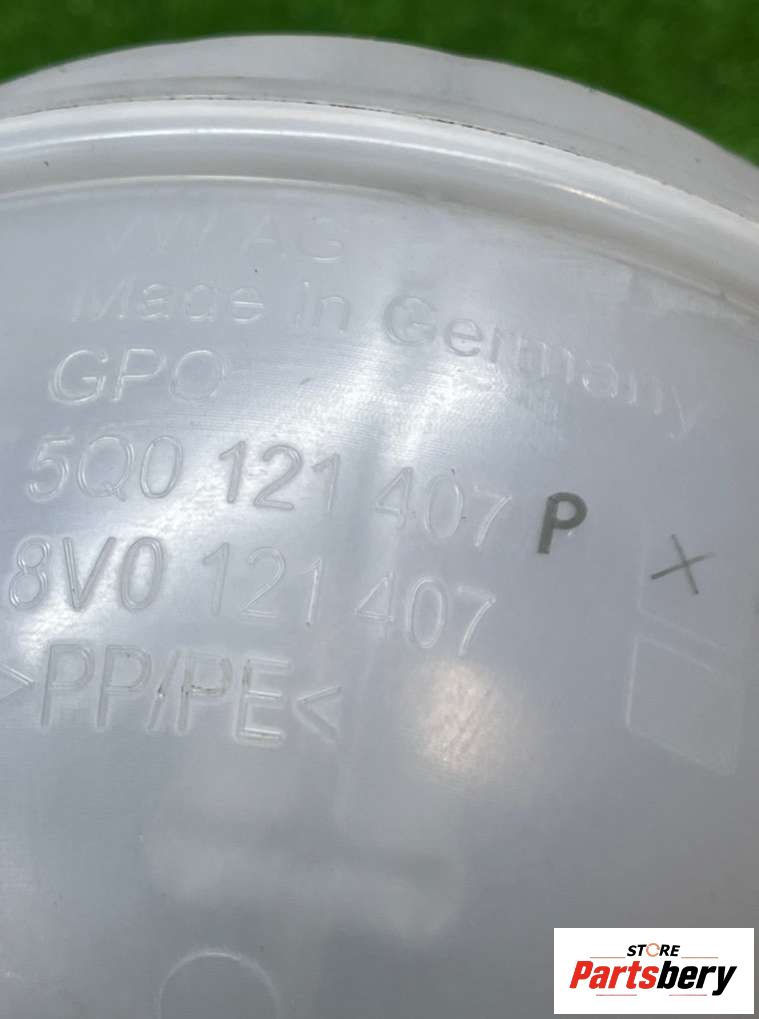 VW AG
Made in Germany
GPO
5Q0 121 407 P
8V0 121 407
>PP/PE<
STORE
Partsbery